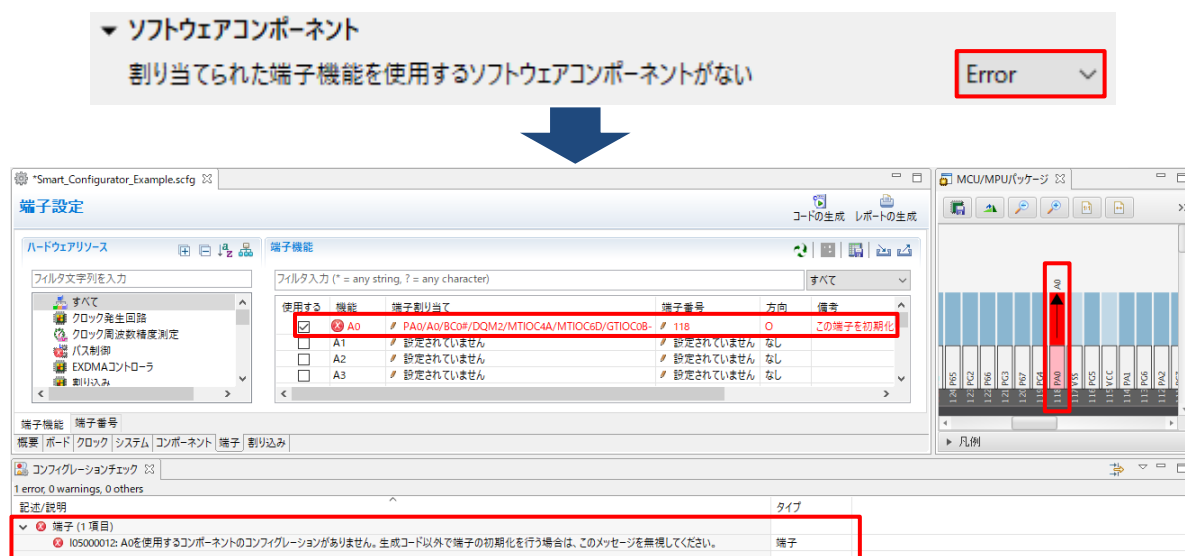 ソフトウェアコンポーネント
割り当てられた端子機能を使用するソフトウェアコンポーネントがない
Error
*Smart_Configurator_Example.scfg
端子設定
コードの生成 レポートの生成
ハードウェアリソース
端子機能
フィルタ文字列を入力
フィルタ入力 (* = any string, ? = any character)
すべて
すべて
クロック発生回路
クロック周波数精度測定
バス制御
EXDMAコントローラ
割り込み
使用する 機能 端子割り当て 端子番号 方向 備考
A0 PA0/A0/BC0#/DQM2/MTIOC4A/MTIOC6D/GTIOC0B- 118 O この端子を初期化
A1 設定されていません 設定されていません なし
A2 設定されていません 設定されていません なし
A3 設定されていません 設定されていません なし
端子機能 端子番号
概要 ボード クロック システム コンポーネント 端子 割り込み
MCU/MPUパッケージ
A0
124 P65
123 PG2
122 P66
121 PG3
120 P67
119 PG4
118 PA0
117 VSS
116 PG5
115 VCC
114 PA1
113 PG6
112 PA2
凡例
コンフィグレーションチェック
1 error, 0 warnings, 0 others
記述/説明 タイプ
端子 (1 項目)
I05000012: A0を使用するコンポーネントのコンフィグレーションがありません。生成コード以外で端子の初期化を行う場合は、このメッセージを無視してください。 端子